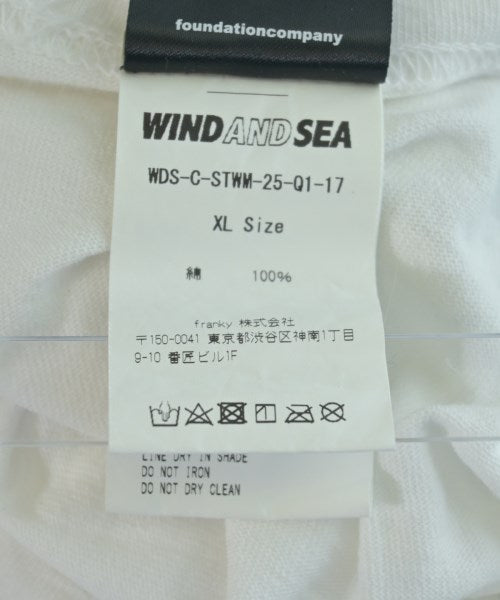 foundationcompany
WIND AND SEA
WDS-C-STWM-25-Q1-17
XL Size
綿 100%
franky 株式会社
〒150-0041 東京都渋谷区神南1丁目
9-10 番匠ビル1F
LINE DRY IN SHADE
DO NOT IRON
DO NOT DRY CLEAN